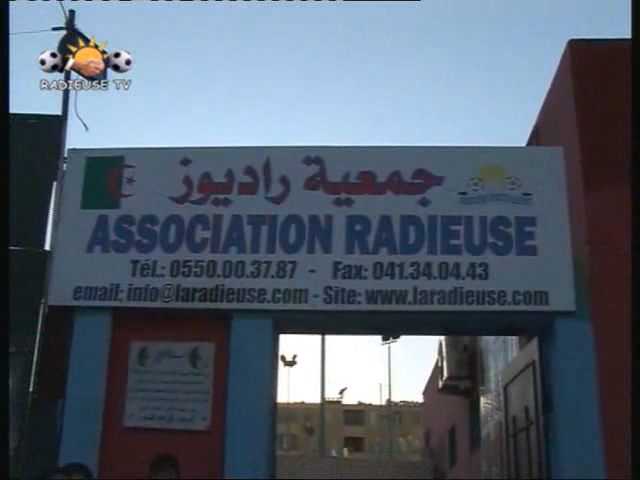 RADIEUSE TV
جمعية راديوز
ASSOCIATION RADIEUSE
Tél.: 0550.00.37.87 - Fax: 041.34.04.43
email: info@laradieuse.com - Site: www.laradieuse.com